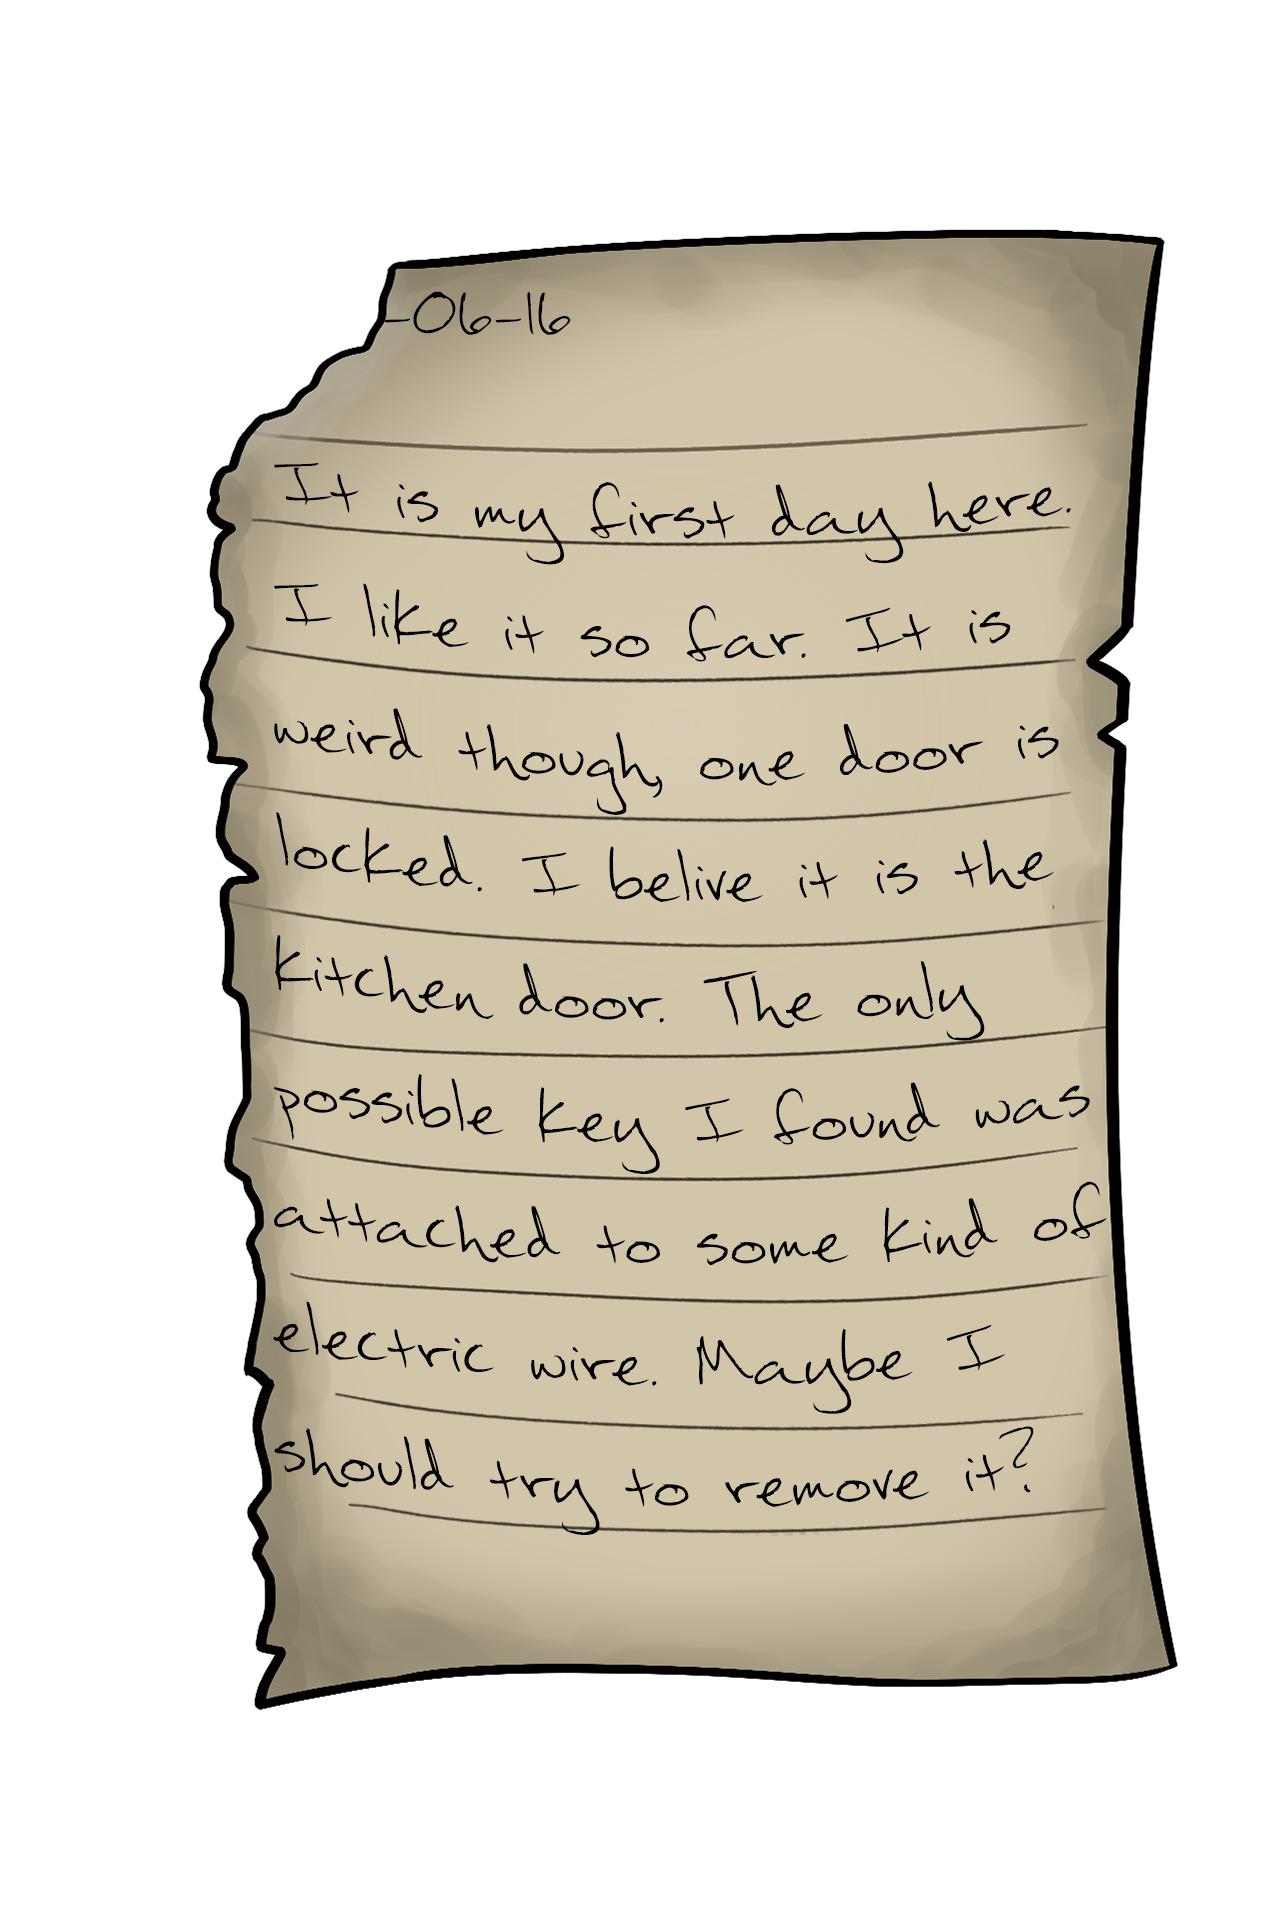 -06-16
It is my first day here.
I like it so far. It is
weird though, one door is
locked. I belive it is the
kitchen door. The only
possible key I found was
attached to some kind of
electric wire. Maybe I
should try to remove it?